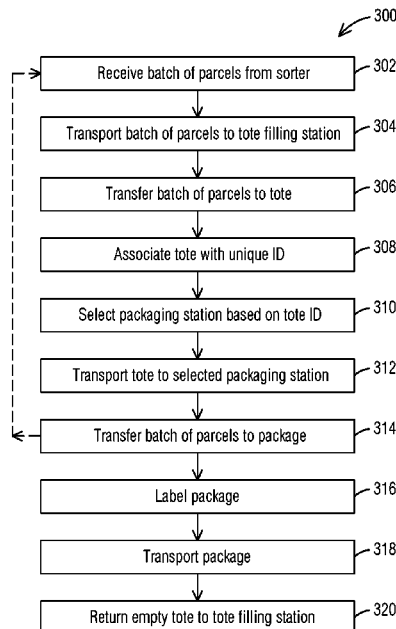 300
Receive batch of parcels from sorter 302
Transport batch of parcels to tote filling station 304
Transfer batch of parcels to tote 306
Associate tote with unique ID 308
Select packaging station based on tote ID 310
Transport tote to selected packaging station 312
Transfer batch of parcels to package 314
Label package 316
Transport package 318
Return empty tote to tote filling station 320